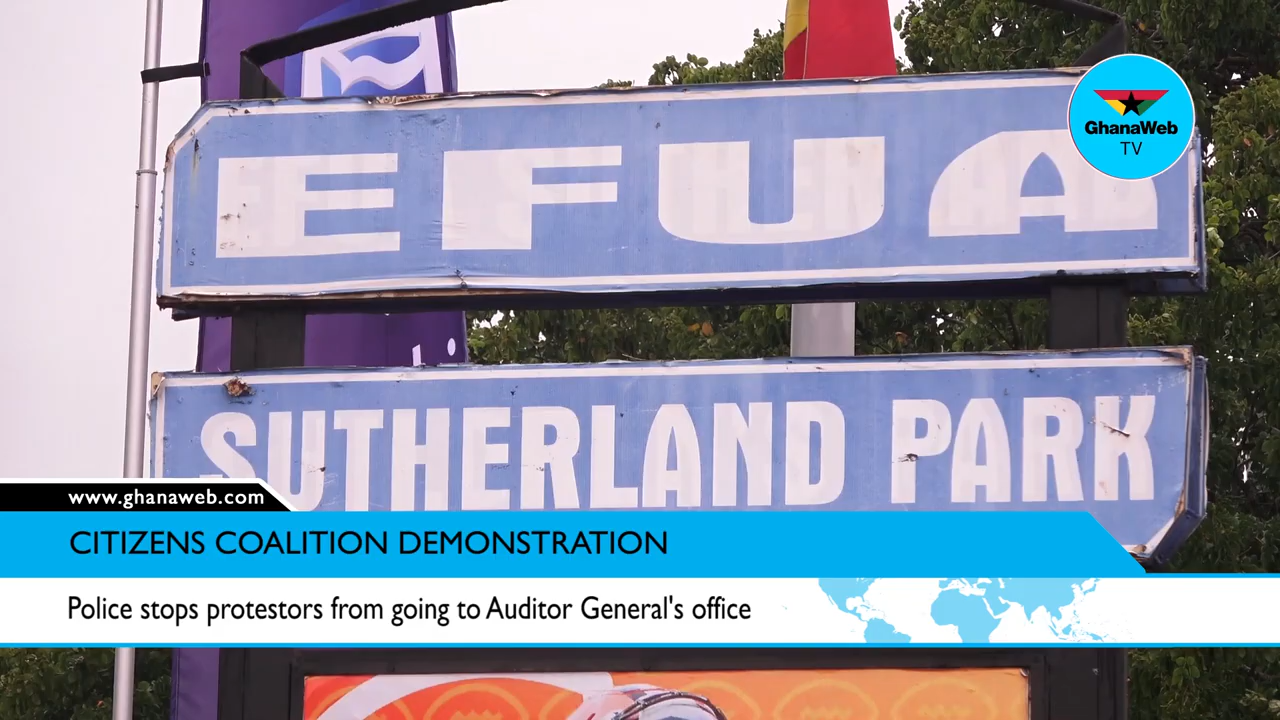 GhanaWeb
TV
EFUA
SUTHERLAND PARK
www.ghanaweb.com
CITIZENS COALITION DEMONSTRATION
Police stops protestors from going to Auditor General's office